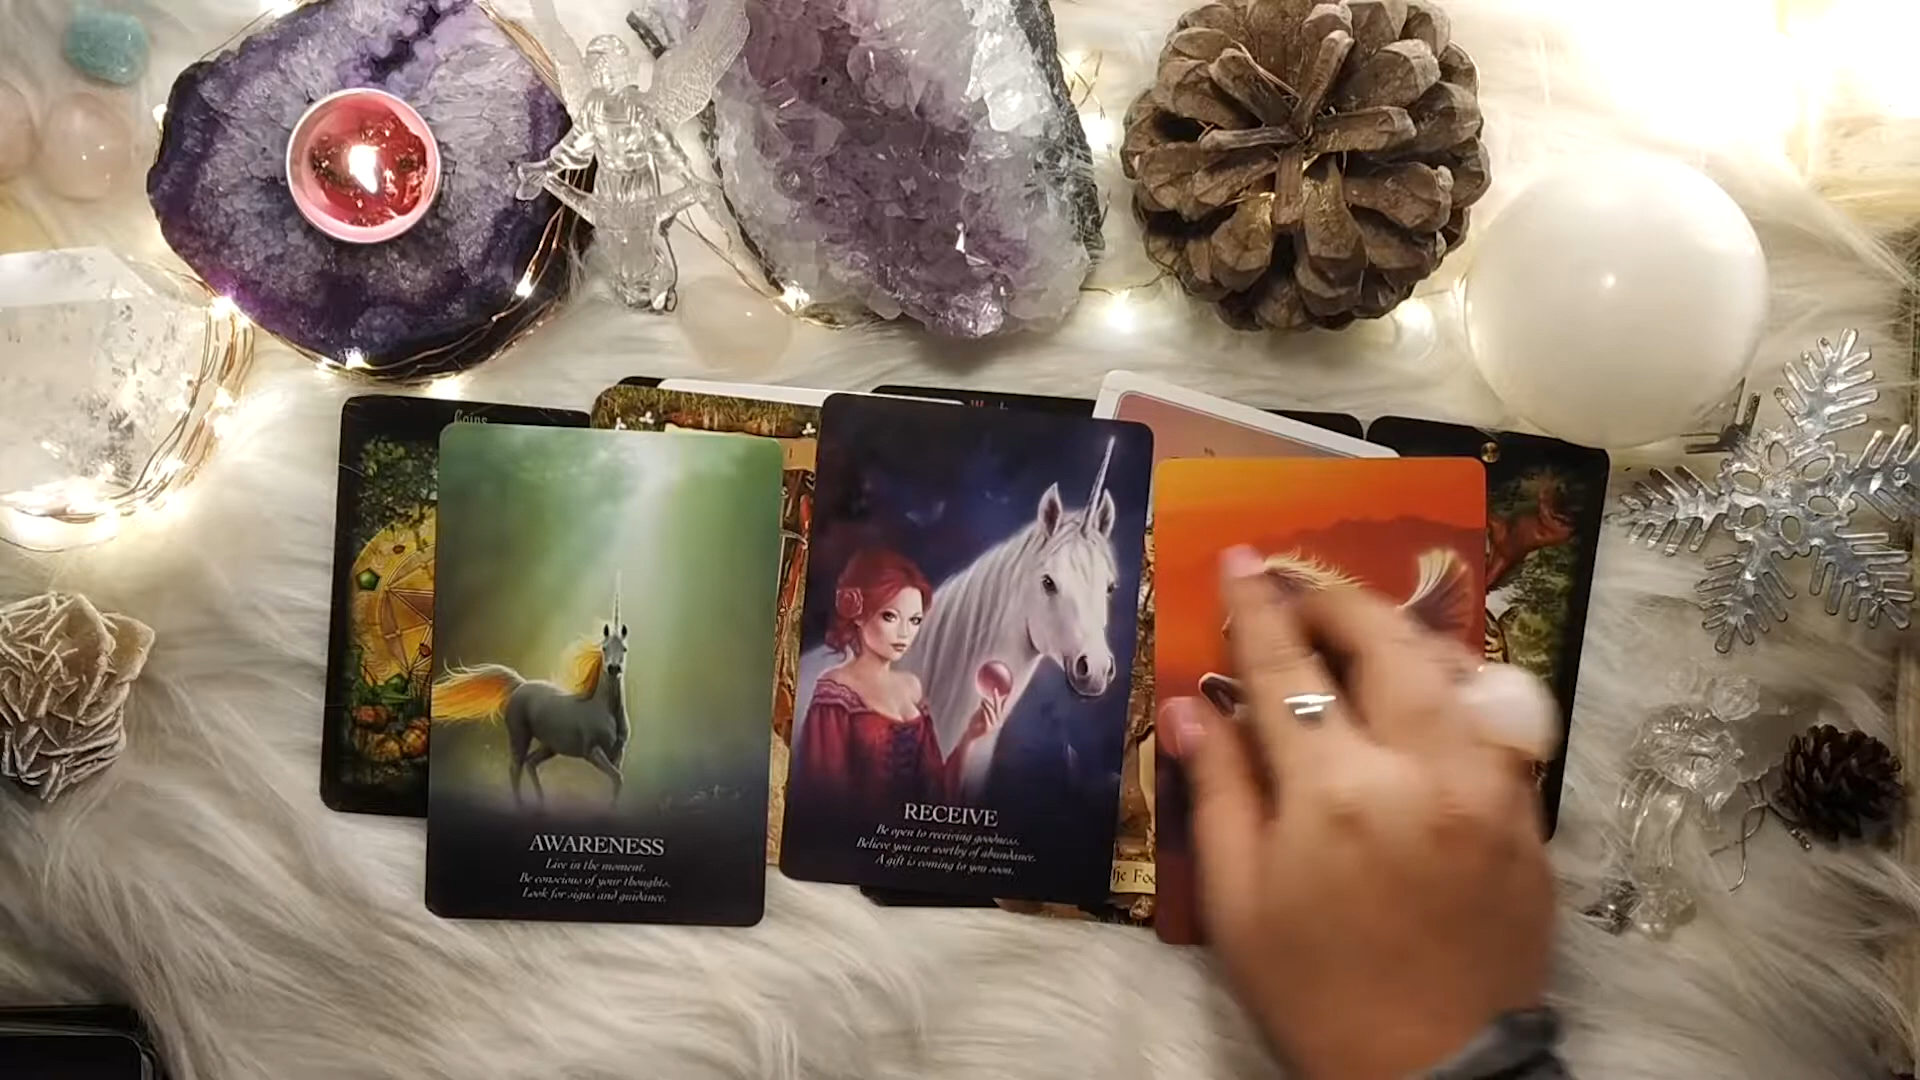 Coins
AWARENESS
Live in the moment.
Be conscious of your thoughts.
Look for signs and guidance.
RECEIVE
Be open to receiving goodness.
Believe you are worthy of abundance.
A gift is coming to you soon.